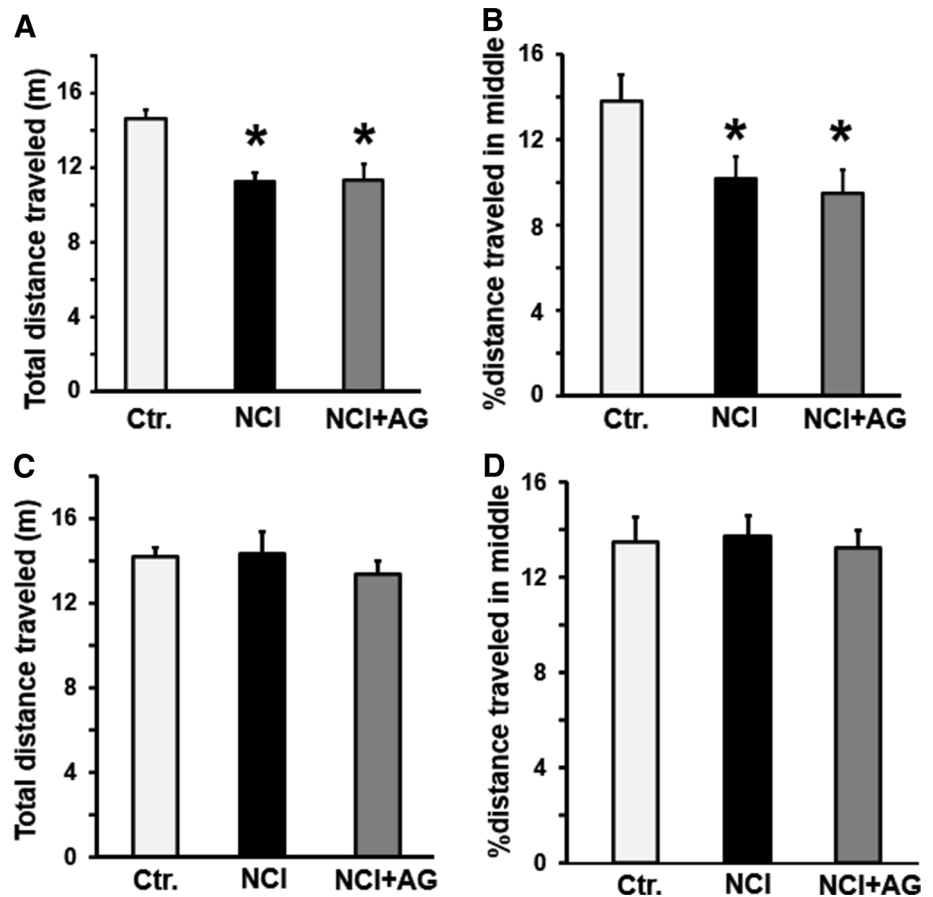 A
Total distance traveled (m)
16
12
8
4
0
*
*
Ctr.
NCI
NCI+AG
B
%distance traveled in middle
16
12
8
4
0
*
*
Ctr.
NCI
NCI+AG
C
Total distance traveled (m)
16
12
8
4
0
Ctr.
NCI
NCI+AG
D
%distance traveled in middle
16
12
8
4
0
Ctr.
NCI
NCI+AG